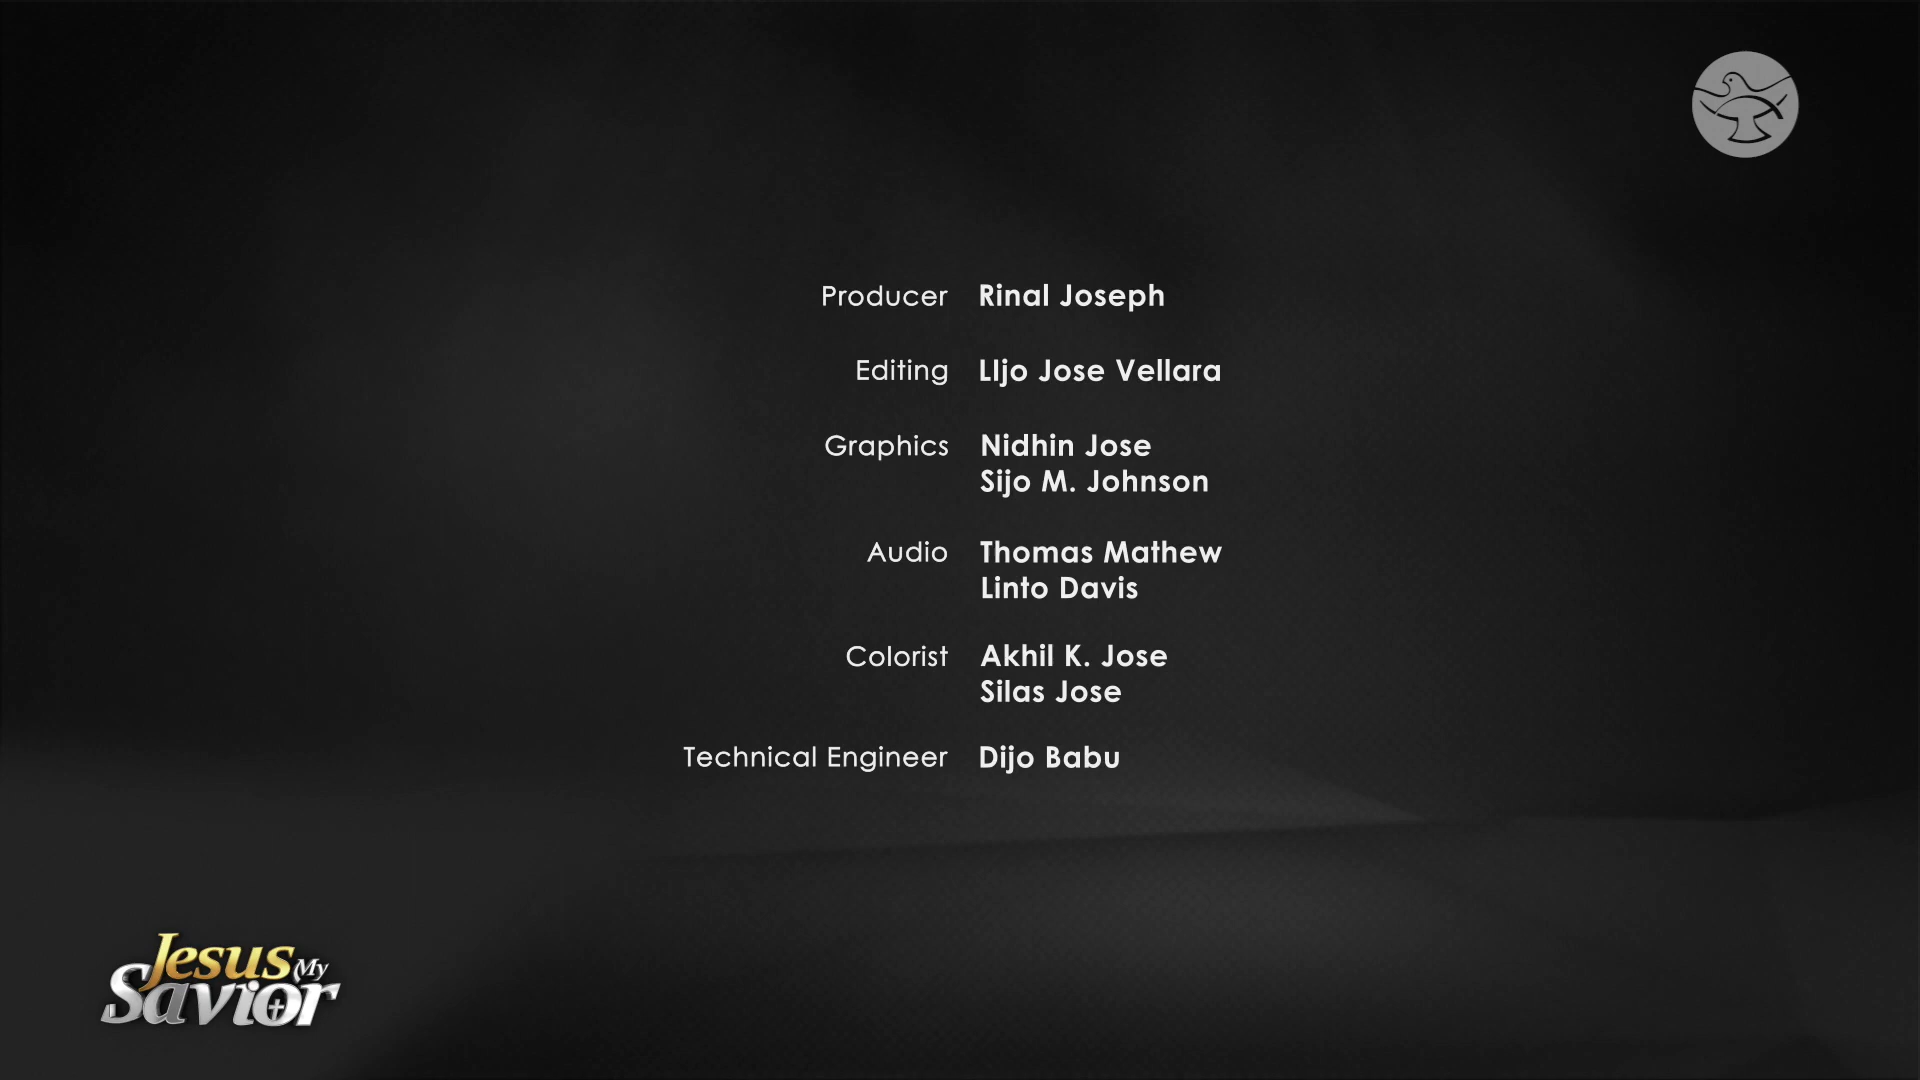 Producer Rinal Joseph
Editing LIjo Jose Vellara
Graphics Nidhin Jose
Sijo M. Johnson
Audio Thomas Mathew
Linto Davis
Colorist Akhil K. Jose
Silas Jose
Technical Engineer Dijo Babu
Jesus My
Savior